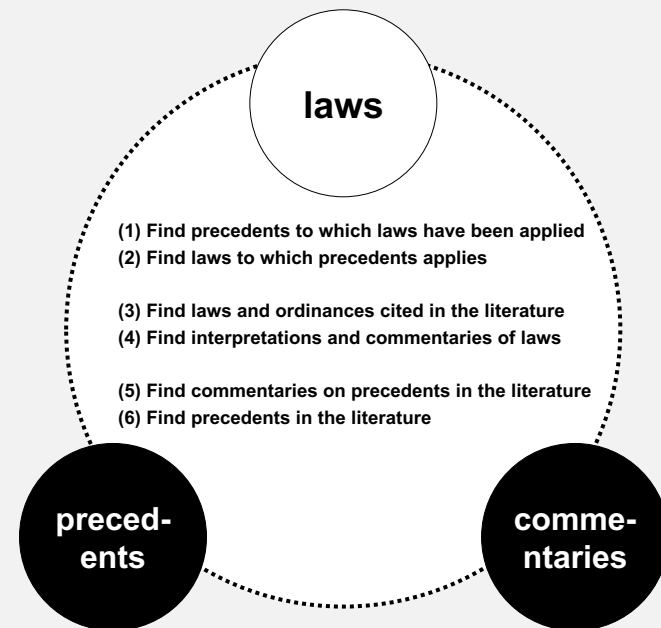 laws
(1) Find precedents to which laws have been applied
(2) Find laws to which precedents applies
(3) Find laws and ordinances cited in the literature
(4) Find interpretations and commentaries of laws
(5) Find commentaries on precedents in the literature
(6) Find precedents in the literature
preced-
ents
comme-
ntaries